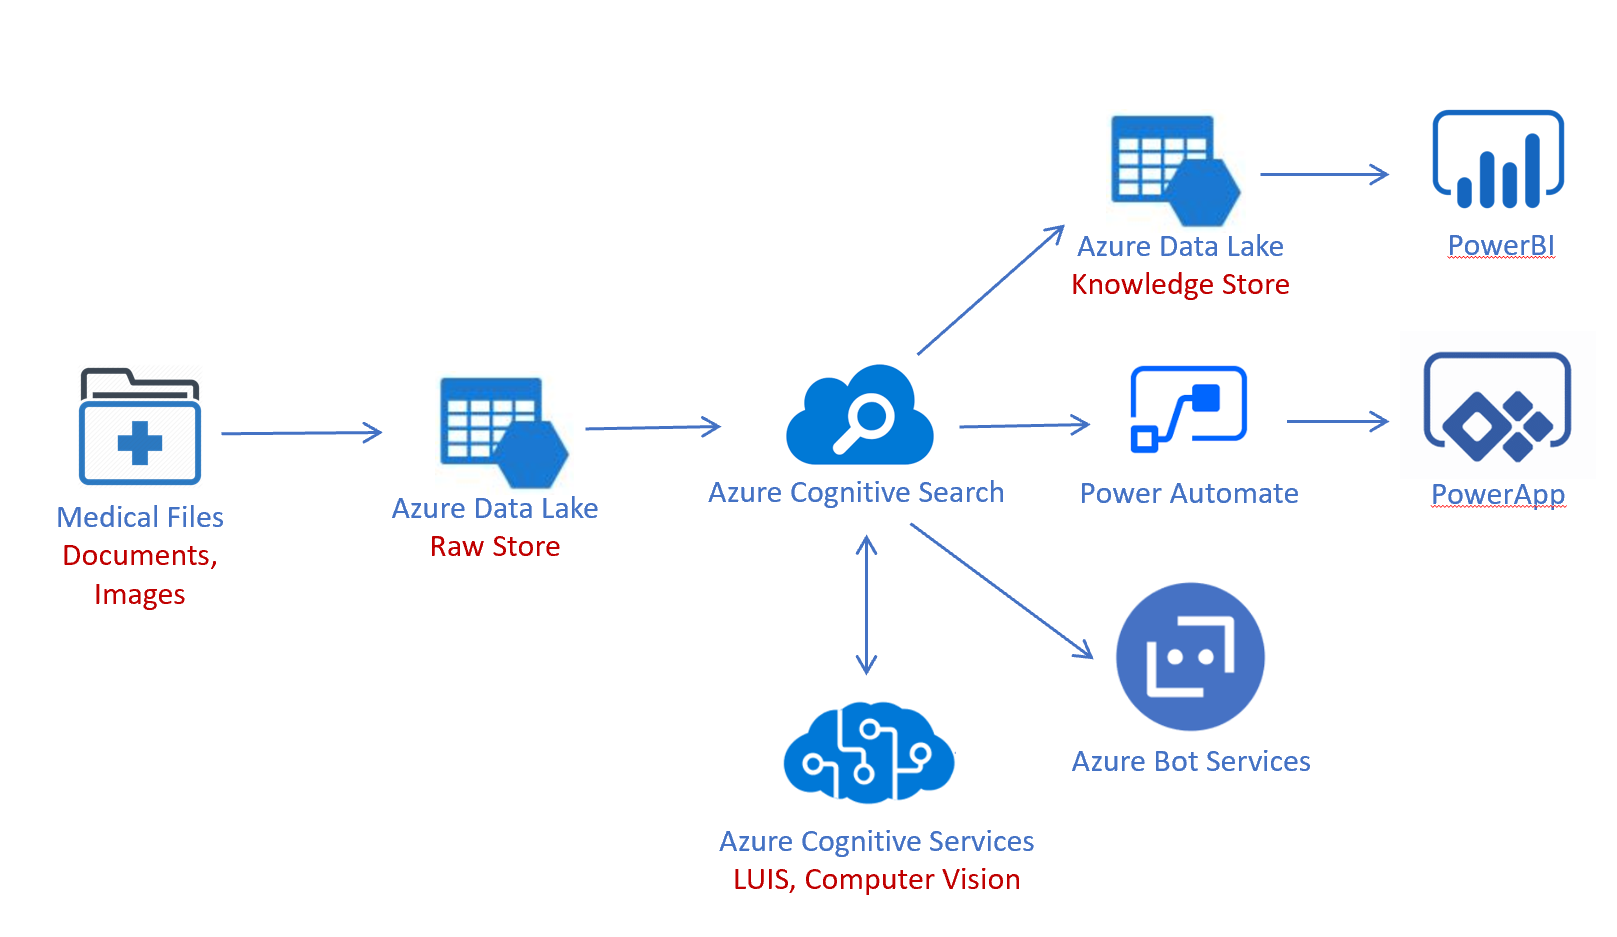 Azure Data Lake
Knowledge Store
PowerBI
Medical Files
Documents,
Images
Azure Data Lake
Raw Store
Azure Cognitive Search
Power Automate
PowerApp
Azure Bot Services
Azure Cognitive Services
LUIS, Computer Vision